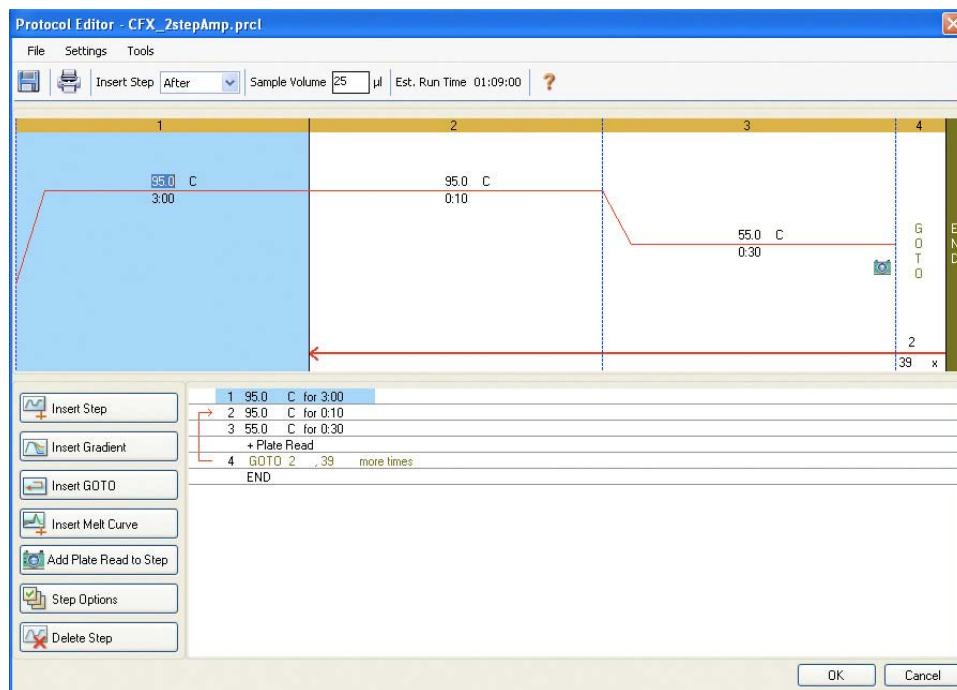 Protocol Editor - CFX_2stepAmp.prcl
File Settings Tools
Insert Step After Sample Volume 25 µl Est. Run Time 01:09:00 ?
1 2 3 4
95.0 C 95.0 C
3:00 0:10
55.0 C
0:30
GOTO
END
2
39 x
Insert Step
Insert Gradient
Insert GOTO
Insert Melt Curve
Add Plate Read to Step
Step Options
Delete Step
1 95.0 C for 3:00
2 95.0 C for 0:10
3 55.0 C for 0:30
+ Plate Read
4 GOTO 2 , 39 more times
END
OK Cancel